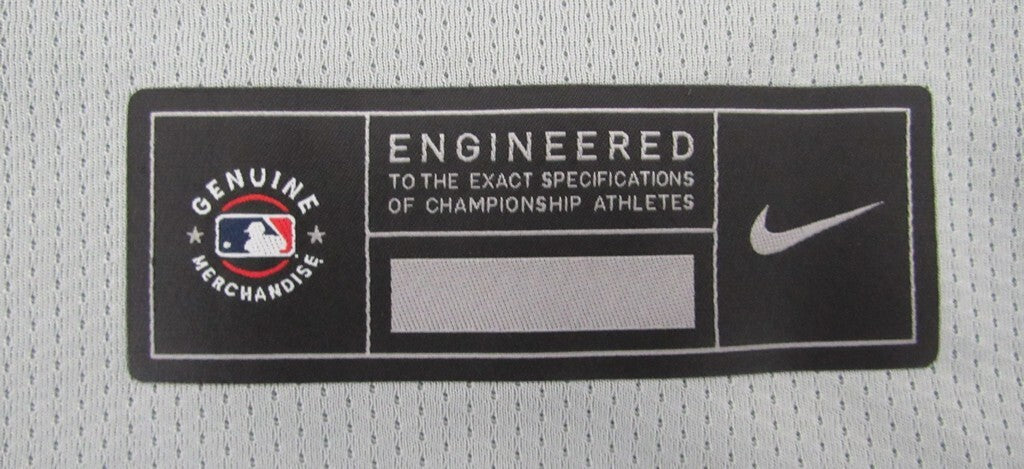 GENUINE
MERCHANDISE
ENGINEERED
TO THE EXACT SPECIFICATIONS
OF CHAMPIONSHIP ATHLETES